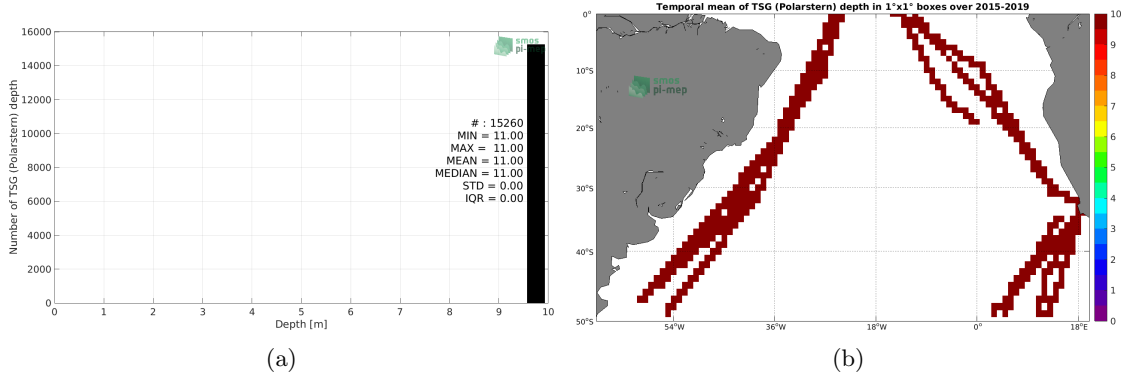 Temporal mean of TSG (Polarstern) depth in 1°x1° boxes over 2015-2019
Number of TSG (Polarstern) depth
16000
14000
12000
10000
8000
6000
4000
2000
0
smos
pi-mep
# : 15260
MIN = 11.00
MAX = 11.00
MEAN = 11.00
MEDIAN = 11.00
STD = 0.00
IQR = 0.00
0 1 2 3 4 5 6 7 8 9 10
Depth [m]
(a)
0°
10°S
20°S
30°S
40°S
50°S
smos
pi-mep
54°W 36°W 18°W 0° 18°E
10
9
8
7
6
5
4
3
2
1
0
(b)